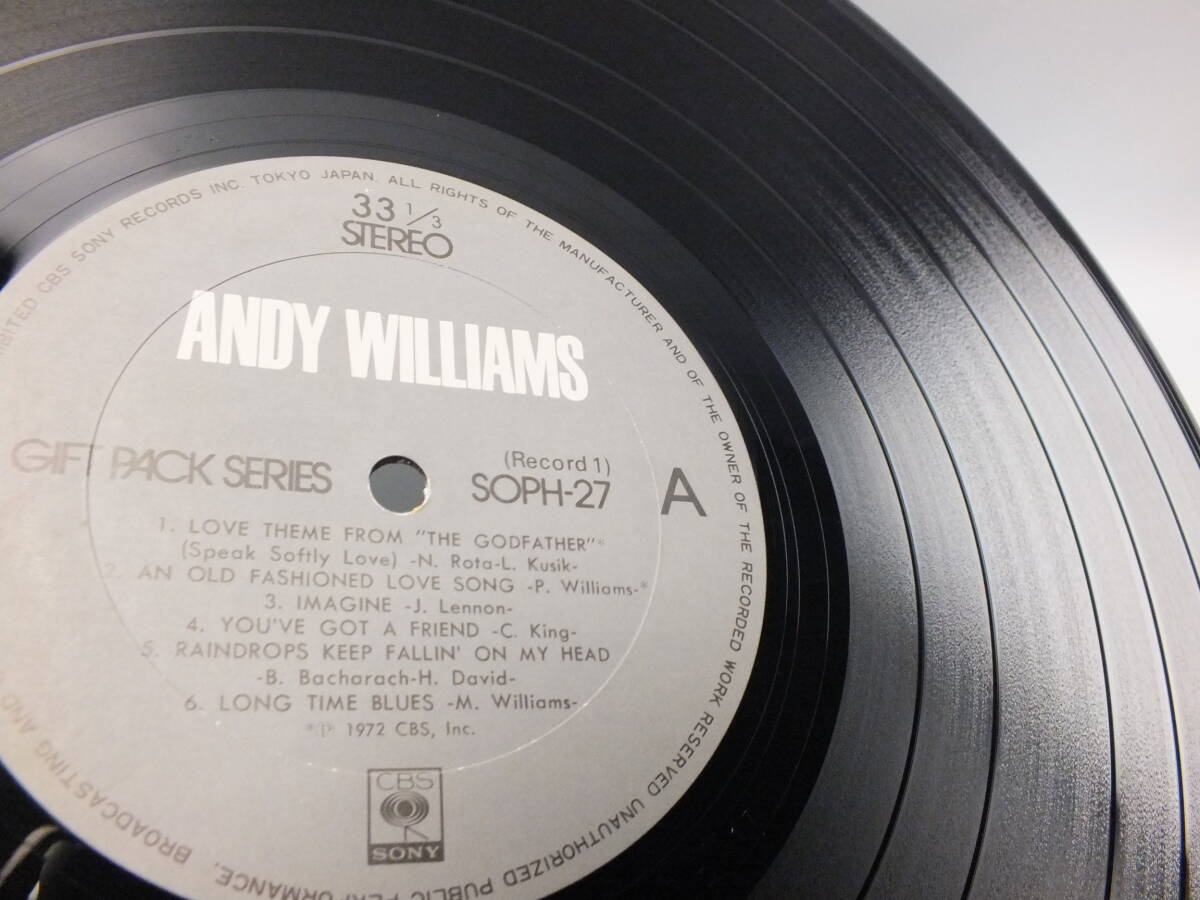 33 1/3
STEREO
ANDY WILLIAMS
GIFT PACK SERIES
(Record 1)
SOPH-27
A
1. LOVE THEME FROM "THE GODFATHER"*
(Speak Softly Love) -N. Rota-L. Kusik-
2. AN OLD FASHIONED LOVE SONG -P. Williams-*
3. IMAGINE -J. Lennon-
4. YOU'VE GOT A FRIEND -C. King-
5. RAINDROPS KEEP FALLIN' ON MY HEAD
-B. Bacharach-H. David-
6. LONG TIME BLUES -M. Williams-
*Ⓟ 1972 CBS, Inc.
CBS
SONY
CBS SONY RECORDS INC. TOKYO JAPAN. ALL RIGHTS OF THE MANUFACTURER AND OF THE OWNER OF THE RECORDED WORK RESERVED UNAUTHORIZED PUBLIC PERFORMANCE, BROADCASTING AND